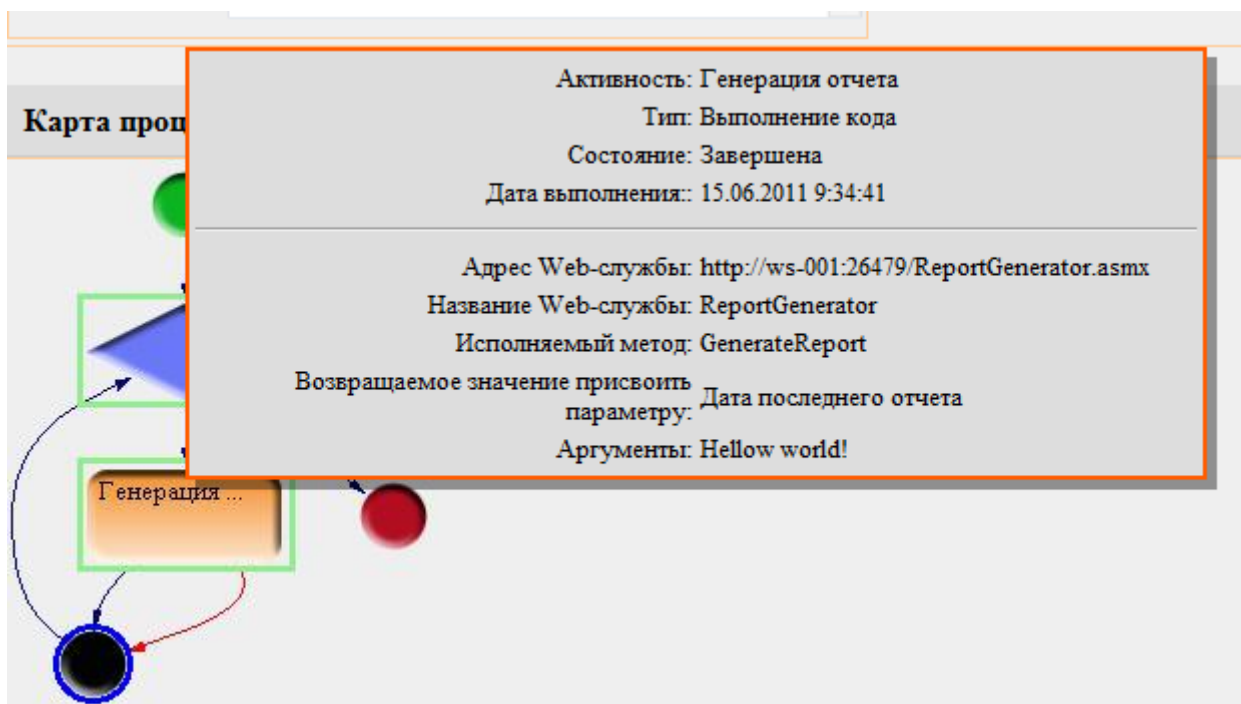 Активность: Генерация отчета
Карта проц
Тип: Выполнение кода
Состояние: Завершена
Дата выполнения:: 15.06.2011 9:34:41
Адрес Web-службы: http://ws-001:26479/ReportGenerator.asmx
Название Web-службы: ReportGenerator
Исполняемый метод: GenerateReport
Возвращаемое значение присвоить
параметру: Дата последнего отчета
Аргументы: Hellow world!
Генерация ...